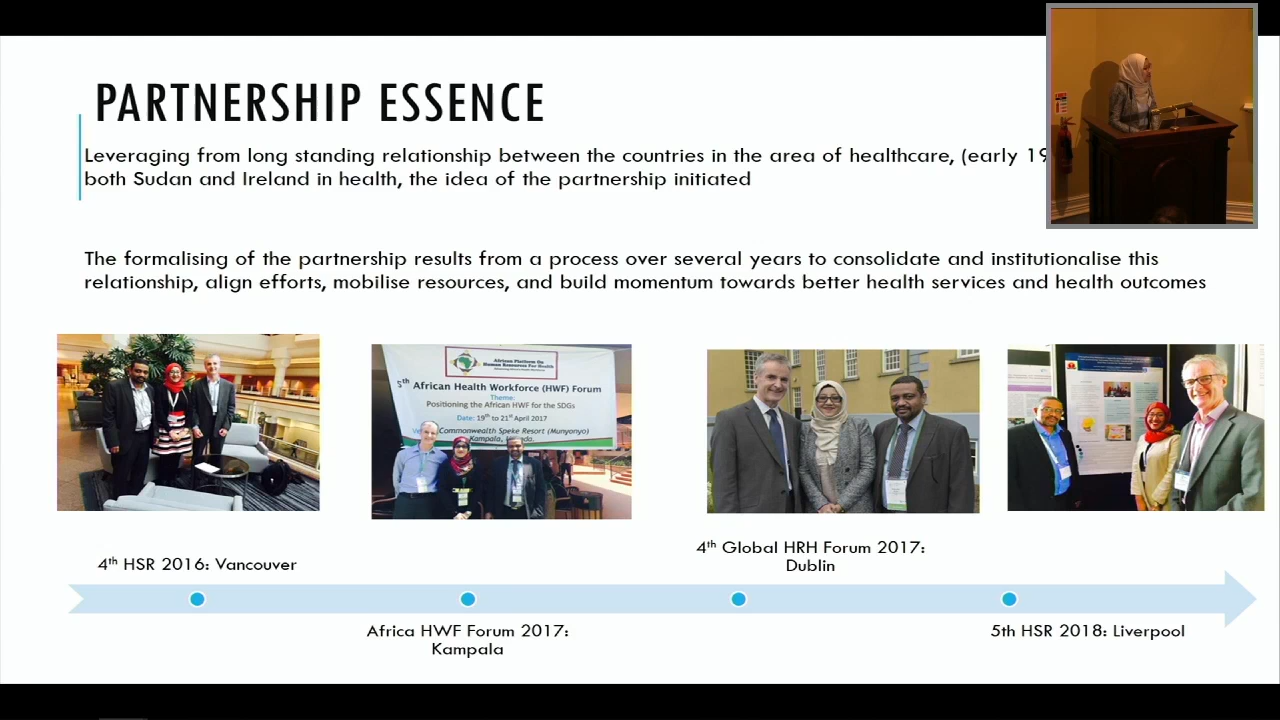 PARTNERSHIP ESSENCE
Leveraging from long standing relationship between the countries in the area of healthcare, (early 19
both Sudan and Ireland in health, the idea of the partnership initiated
The formalising of the partnership results from a process over several years to consolidate and institutionalise this
relationship, align efforts, mobilise resources, and build momentum towards better health services and health outcomes
African Platform On
Human Resources For Health
5th African Health Workforce (HWF) Forum
Theme:
Positioning the African HWF for the SDGs
Date: 19th to 21st April 2017
Commonwealth Speke Resort (Munyonyo)
Kampala,
4th HSR 2016: Vancouver
Africa HWF Forum 2017:
Kampala
4th Global HRH Forum 2017:
Dublin
5th HSR 2018: Liverpool